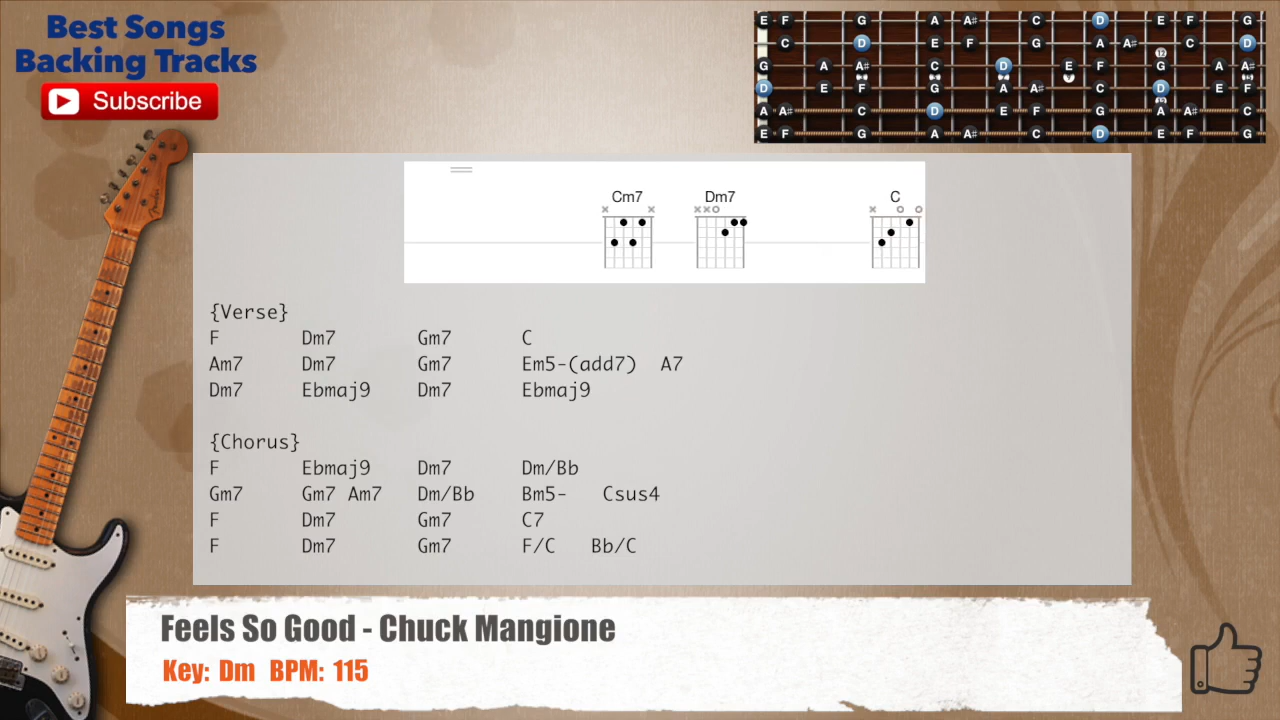 Best Songs
Backing Tracks
Subscribe
E F G A A# C D E F G
C D E F G A A# C D
G A A# C D E F G A A#
D E F G A A# C D E F
A A# C D E F G A A# C
E F G A A# C D E F G
Cm7 Dm7 C
{Verse}
F Dm7 Gm7 C
Am7 Dm7 Gm7 Em5-(add7) A7
Dm7 Ebmaj9 Dm7 Ebmaj9
{Chorus}
F Ebmaj9 Dm7 Dm/Bb
Gm7 Gm7 Am7 Dm/Bb Bm5- Csus4
F Dm7 Gm7 C7
F Dm7 Gm7 F/C Bb/C
Feels So Good - Chuck Mangione
Key: Dm BPM: 115